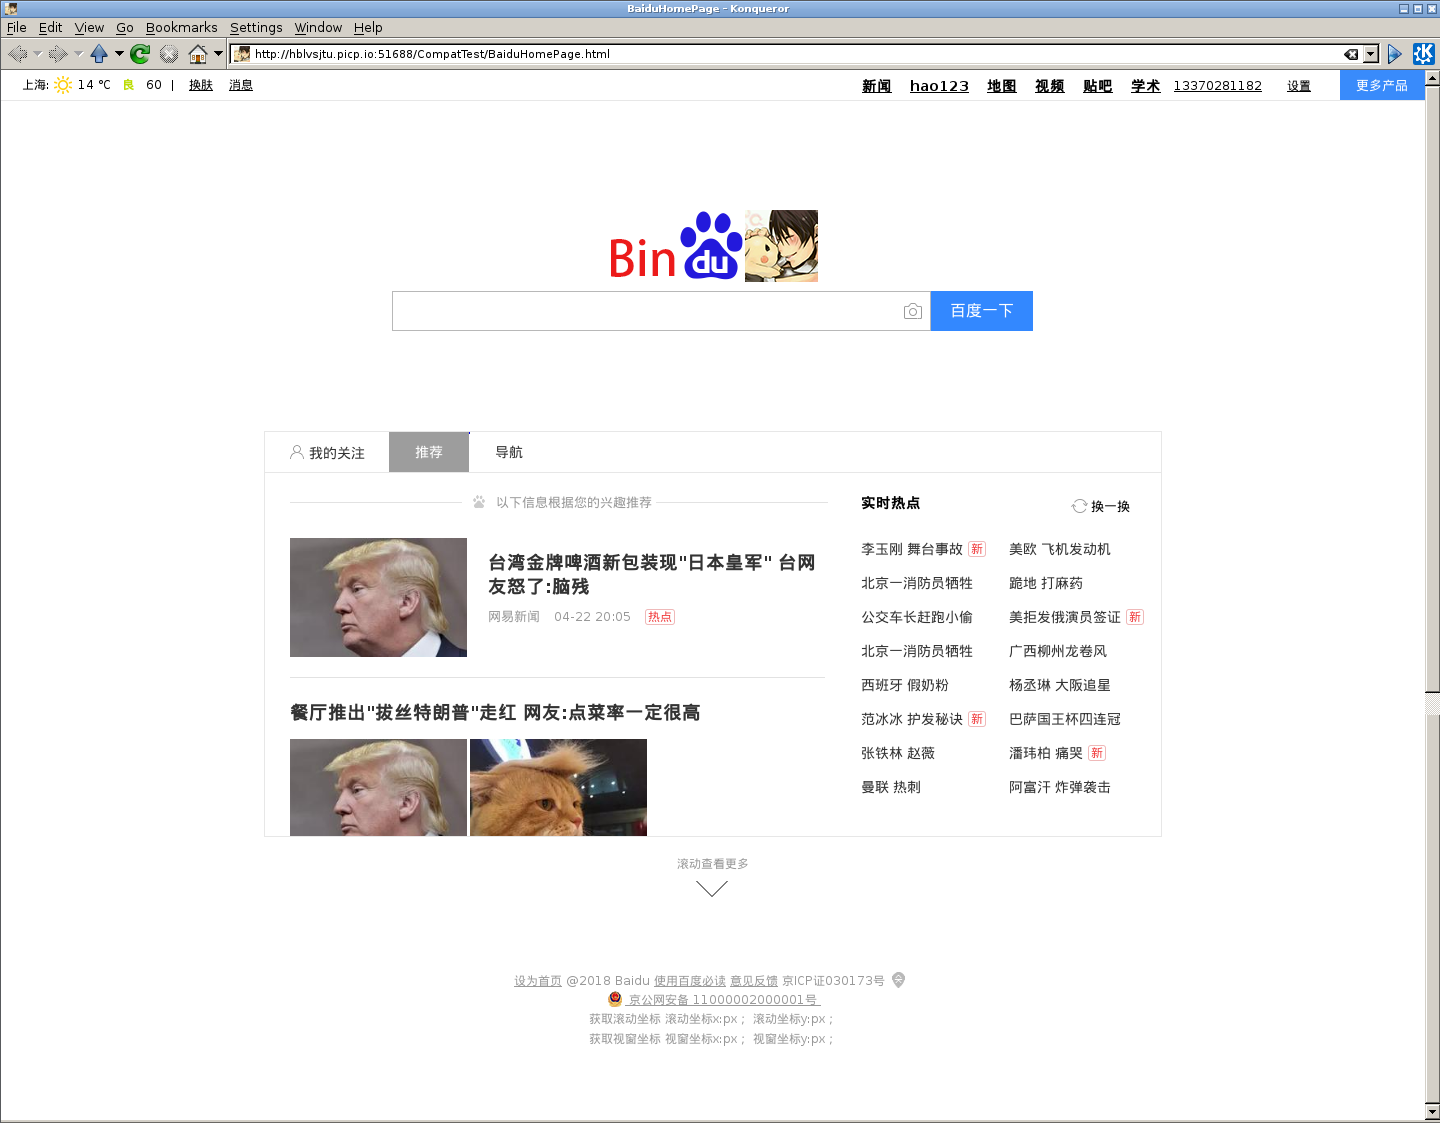 BaiduHomePage - Konqueror
File Edit View Go Bookmarks Settings Window Help
http://hblvsjtu.picp.io:51688/CompatTest/BaiduHomePage.html
上海: 14 ℃ 良 60 | 换肤 消息 新闻 hao123 地图 视频 贴吧 学术 13370281182 设置 更多产品
Bin du
百度一下
我的关注 推荐 导航
以下信息根据您的兴趣推荐
台湾金牌啤酒新包装现"日本皇军" 台网
友怒了:脑残
网易新闻 04-22 20:05 热点
餐厅推出"拔丝特朗普"走红 网友:点菜率一定很高
实时热点 换一换
李玉刚 舞台事故 新 美欧 飞机发动机
北京一消防员牺牲 跪地 打麻药
公交车长赶跑小偷 美拒发俄演员签证 新
北京一消防员牺牲 广西柳州龙卷风
西班牙 假奶粉 杨丞琳 大阪追星
范冰冰 护发秘诀 新 巴萨国王杯四连冠
张铁林 赵薇 潘玮柏 痛哭 新
曼联 热刺 阿富汗 炸弹袭击
滚动查看更多
设为首页 @2018 Baidu 使用百度必读 意见反馈 京ICP证030173号
京公网安备 11000002000001号
获取滚动坐标 滚动坐标x:px； 滚动坐标y:px；
获取视窗坐标 视窗坐标x:px； 视窗坐标y:px；